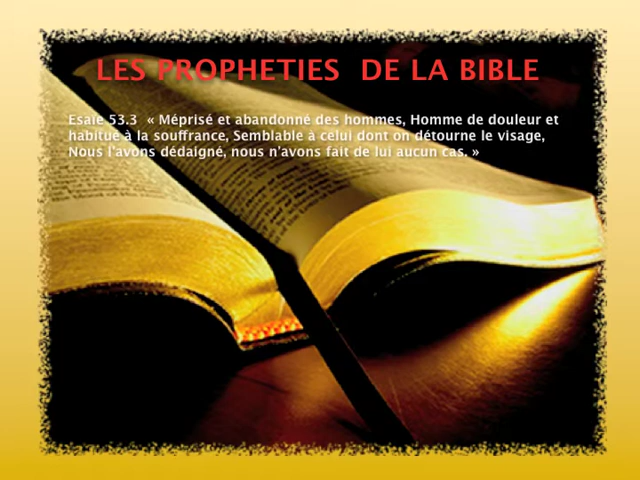 LES PROPHETIES  DE LA BIBLE
Esaïe 53.3  « Méprisé et abandonné des hommes, Homme de douleur et
habitué à la souffrance, Semblable à celui dont on détourne le visage,
Nous l'avons dédaigné, nous n'avons fait de lui aucun cas. »